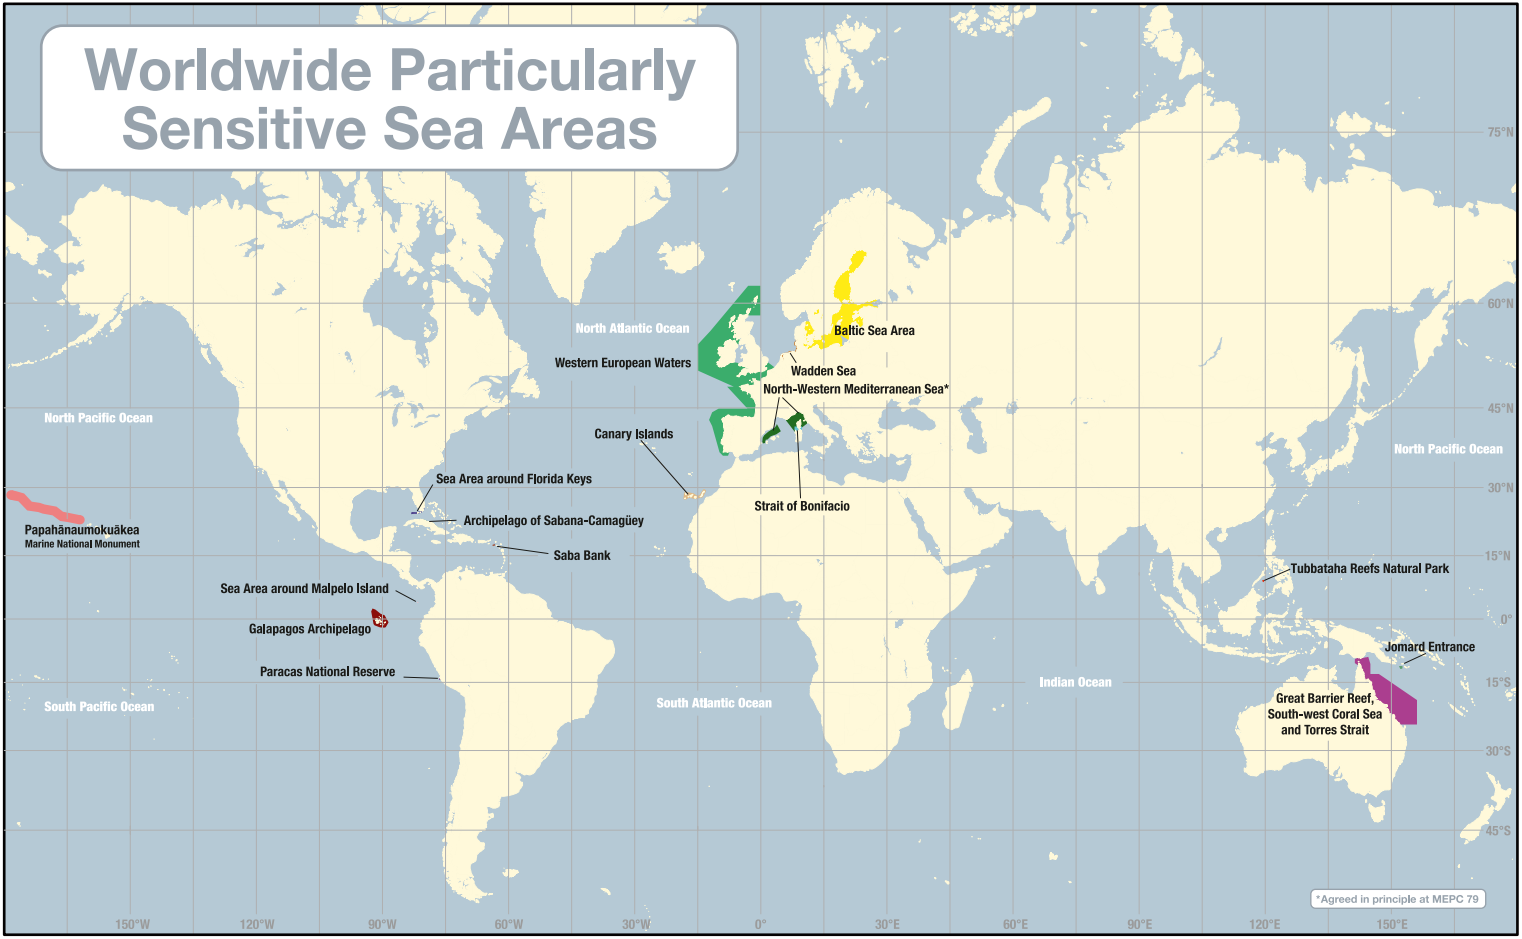 Worldwide Particularly
Sensitive Sea Areas
75°N
60°N
North Atlantic Ocean
Baltic Sea Area
Western European Waters
Wadden Sea
North-Western Mediterranean Sea*
45°N
North Pacific Ocean
Canary Islands
North Pacific Ocean
Sea Area around Florida Keys
30°N
Strait of Bonifacio
Archipelago of Sabana-Camagüey
Papahānaumokuākea
Marine National Monument
Saba Bank
15°N
Tubbataha Reefs Natural Park
Sea Area around Malpelo Island
0°
Galapagos Archipelago
Jomard Entrance
Paracas National Reserve
Indian Ocean
15°S
South Pacific Ocean
South Atlantic Ocean
Great Barrier Reef,
South-west Coral Sea
and Torres Strait
30°S
45°S
*Agreed in principle at MEPC 79
150°W 120°W 90°W 60°W 30°W 0° 30°E 60°E 90°E 120°E 150°E